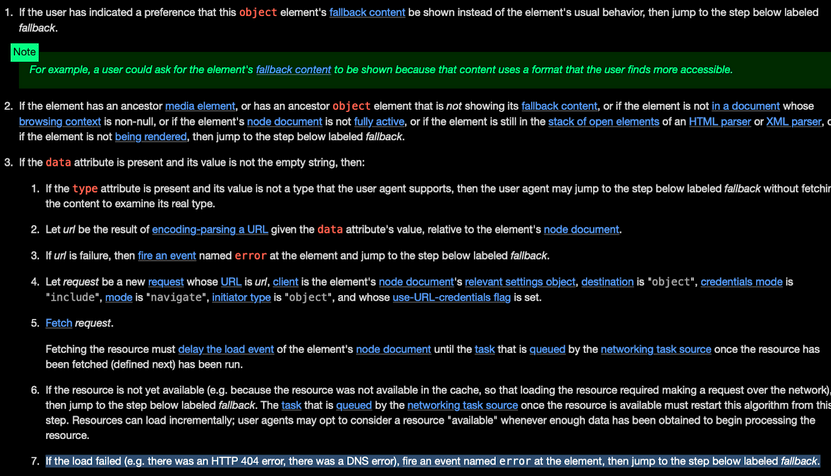 1. If the user has indicated a preference that this object element's fallback content be shown instead of the element's usual behavior, then jump to the step below labeled
fallback.
Note
For example, a user could ask for the element's fallback content to be shown because that content uses a format that the user finds more accessible.
2. If the element has an ancestor media element, or has an ancestor object element that is not showing its fallback content, or if the element is not in a document whose
browsing context is non-null, or if the element's node document is not fully active, or if the element is still in the stack of open elements of an HTML parser or XML parser,
if the element is not being rendered, then jump to the step below labeled fallback.
3. If the data attribute is present and its value is not the empty string, then:
1. If the type attribute is present and its value is not a type that the user agent supports, then the user agent may jump to the step below labeled fallback without
the content to examine its real type.
2. Let url be the result of encoding-parsing a URL given the data attribute's value, relative to the element's node document.
3. If url is failure, then fire an event named error at the element and jump to the step below labeled fallback.
4. Let request be a new request whose URL is url, client is the element's node document's relevant settings object, destination is "object", credentials mode is
"include", mode is "navigate", initiator type is "object", and whose use-URL-credentials flag is set.
5. Fetch request.
Fetching the resource must delay the load event of the element's node document until the task that is queued by the networking task source once the resource has
been fetched (defined next) has been run.
6. If the resource is not yet available (e.g. because the resource was not available in the cache, so that loading the resource required making a request over the network),
then jump to the step below labeled fallback. The task that is queued by the networking task source once the resource is available must restart this algorithm from this
step. Resources can load incrementally; user agents may opt to consider a resource "available" whenever enough data has been obtained to begin processing the
resource.
7. If the load failed (e.g. there was an HTTP 404 error, there was a DNS error), fire an event named error at the element, then jump to the step below labeled fallback.